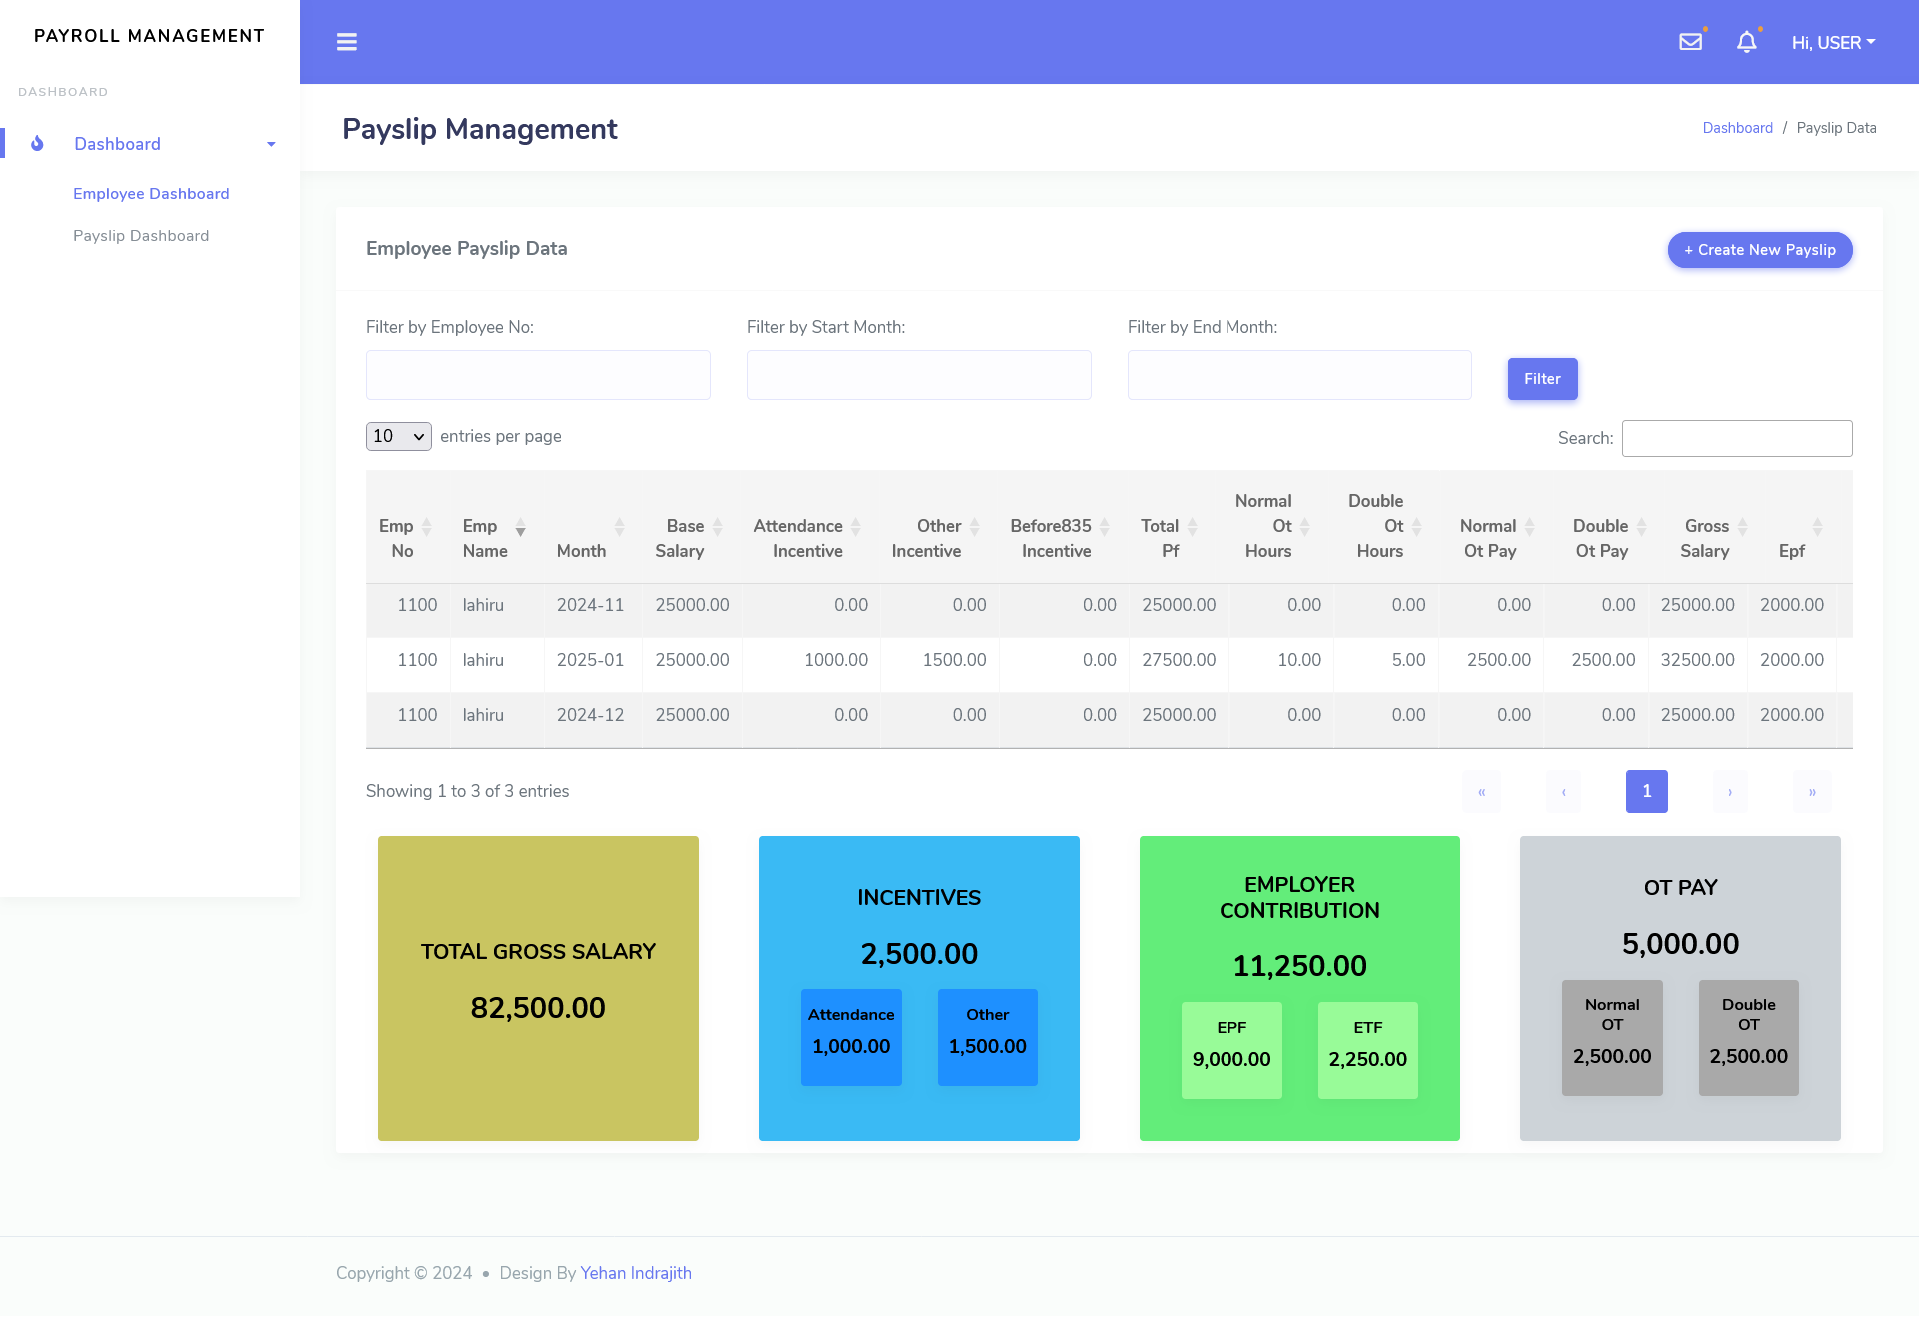 PAYROLL MANAGEMENT
Hi, USER
DASHBOARD
Dashboard
Employee Dashboard
Payslip Dashboard
Payslip Management
Dashboard / Payslip Data
Employee Payslip Data
+ Create New Payslip
Filter by Employee No:
Filter by Start Month:
Filter by End Month:
Filter
10 entries per page
Search:
Emp No Emp Name Month Base Salary Attendance Incentive Other Incentive Before835 Incentive Total Pf Normal Ot Hours Double Ot Hours Normal Ot Pay Double Ot Pay Gross Salary Epf
1100 lahiru 2024-11 25000.00 0.00 0.00 0.00 25000.00 0.00 0.00 0.00 0.00 25000.00 2000.00
1100 lahiru 2025-01 25000.00 1000.00 1500.00 0.00 27500.00 10.00 5.00 2500.00 2500.00 32500.00 2000.00
1100 lahiru 2024-12 25000.00 0.00 0.00 0.00 25000.00 0.00 0.00 0.00 0.00 25000.00 2000.00
Showing 1 to 3 of 3 entries
« ‹ 1 › »
TOTAL GROSS SALARY
82,500.00
INCENTIVES
2,500.00
Attendance
1,000.00
Other
1,500.00
EMPLOYER
CONTRIBUTION
11,250.00
EPF
9,000.00
ETF
2,250.00
OT PAY
5,000.00
Normal
OT
2,500.00
Double
OT
2,500.00
Copyright © 2024 • Design By Yehan Indrajith